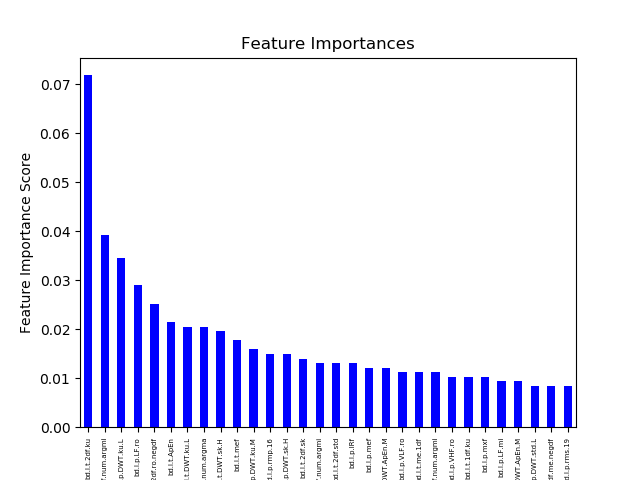 Feature Importances
Feature Importance Score
0.07
0.06
0.05
0.04
0.03
0.02
0.01
0.00
bd.l.t.2df.ku
.num.argmi
p.DWT.ku.L
bd.l.p.LF.ro
2df.ro.negdf
bd.l.t.ApEn
l.t.DWT.ku.L
.num.argma
.t.DWT.sk.H
bd.l.t.mef
p.DWT.ku.M
d.l.p.rmp.16
.p.DWT.sk.H
bd.l.t.2df.sk
.num.argmi
d.l.t.2df.std
bd.l.p.IRf
bd.l.p.mef
DWT.ApEn.M
bd.l.p.VLF.ro
d.l.t.me.1df
.num.argmi
d.l.p.VHF.ro
bd.l.t.1df.ku
bd.l.p.mxf
bd.l.p.LF.mi
WT.ApEn.M
p.DWT.std.L
df.me.negdf
d.l.p.rms.19